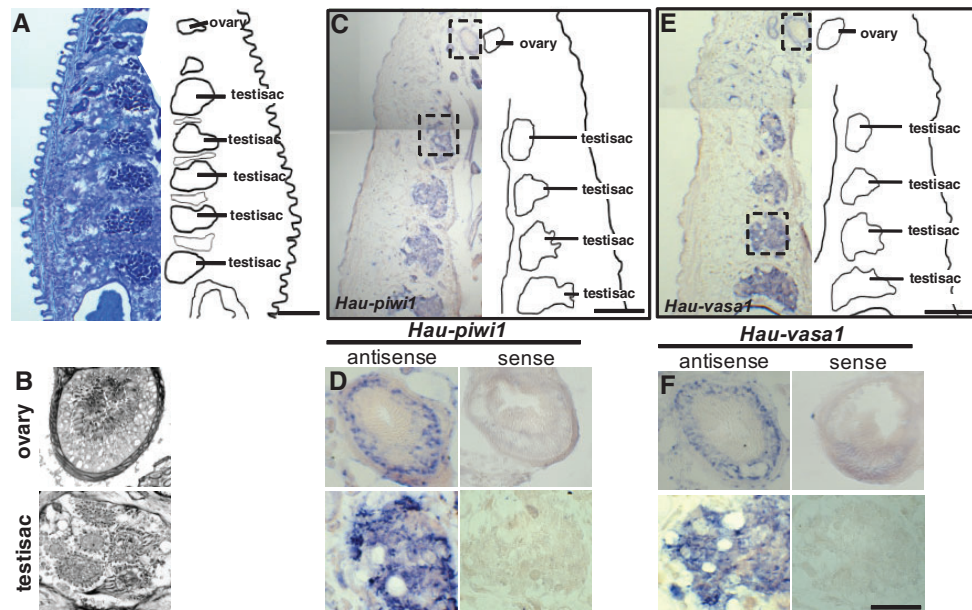 A
ovary
testisac
testisac
testisac
testisac
testisac
C
ovary
testisac
testisac
testisac
testisac
Hau-piwi1
E
ovary
testisac
testisac
testisac
testisac
Hau-vasa1
B
ovary
testisac
Hau-piwi1
antisense sense
D
Hau-vasa1
antisense sense
F